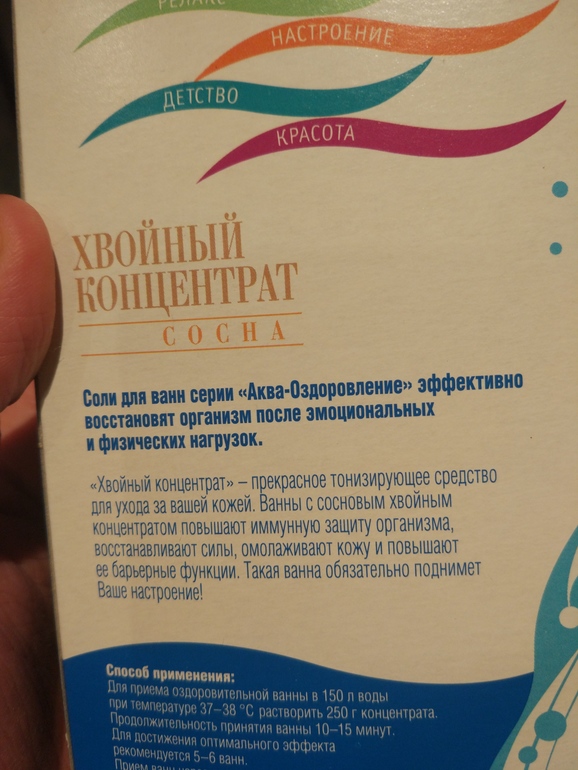 РЕЛАКС
НАСТРОЕНИЕ
ДЕТСТВО
КРАСОТА
ХВОЙНЫЙ
КОНЦЕНТРАТ
СОСНА
Соли для ванн серии «Аква-Оздоровление» эффективно
восстановят организм после эмоциональных
и физических нагрузок.
«Хвойный концентрат» – прекрасное тонизирующее средство
для ухода за вашей кожей. Ванны с сосновым хвойным
концентратом повышают иммунную защиту организма,
восстанавливают силы, омолаживают кожу и повышают
ее барьерные функции. Такая ванна обязательно поднимет
Ваше настроение!
Способ применения:
Для приема оздоровительной ванны в 150 л воды
при температуре 37–38 °С растворить 250 г концентрата.
Продолжительность принятия ванны 10–15 минут.
Для достижения оптимального эффекта
рекомендуется 5–6 ванн.
Прием ванн